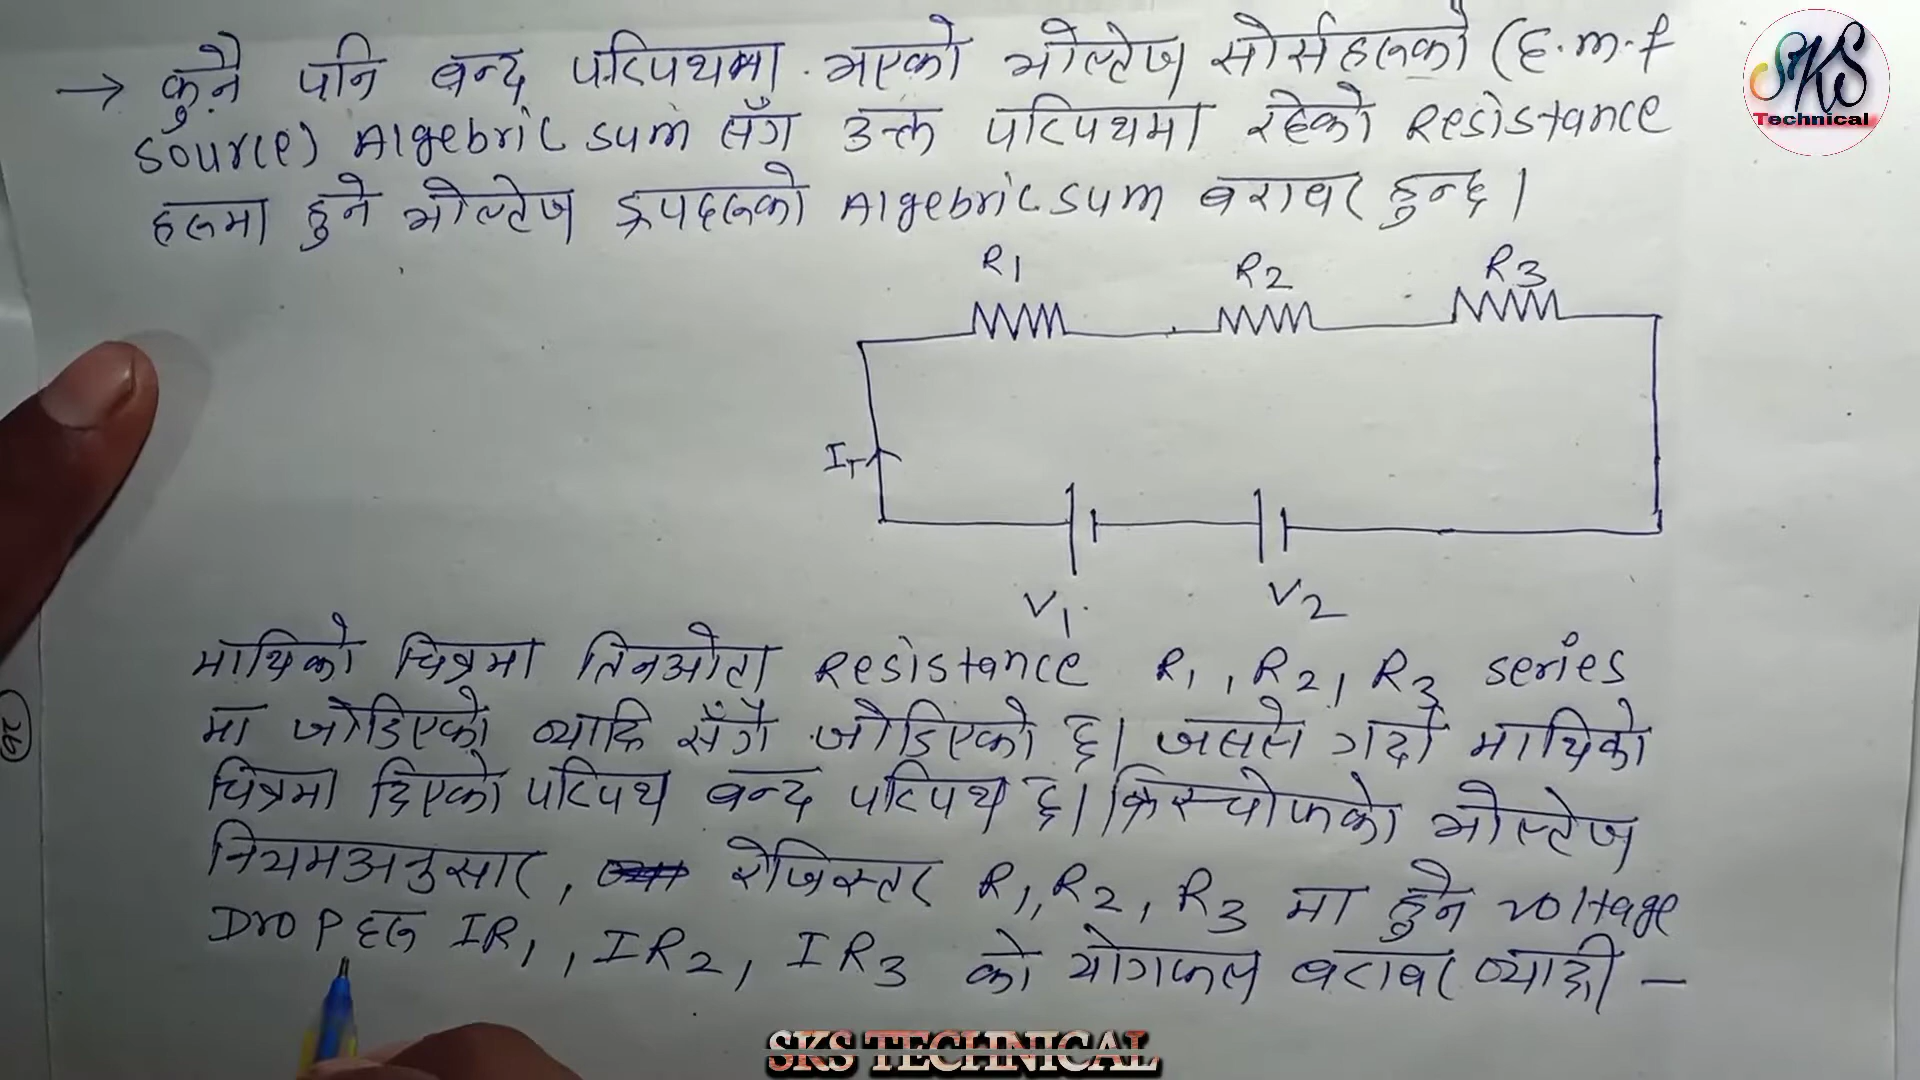 → कुनै पनि बन्द परिपथमा भएको भोल्टेज सोर्सहरुको (E.m.f
SKS
Technical
source) Algebric sum सँग उक्त परिपथमा रहेको Resistance
हरुमा हुने भोल्टेज ड्रपहरुको Algebric sum बराबर हुन्छ।
R1 R2 R3
IT
V1 V2
माथिको चित्रमा तिनओटा Resistance R1, R2, R3 series
मा जोडिएको ब्याट्रि सँगै जोडिएको छ। जसले गर्दा माथिको
चित्रमा दिएको परिपथ बन्द परिपथ छ। क्रिस्चोफको भोल्टेज
नियमअनुसार, रेजिस्टर R1, R2, R3 मा हुने voltage
Drop हरु IR1, IR2, IR3 को योगफल बराबर ब्याट्री –
SKS TECHNICAL